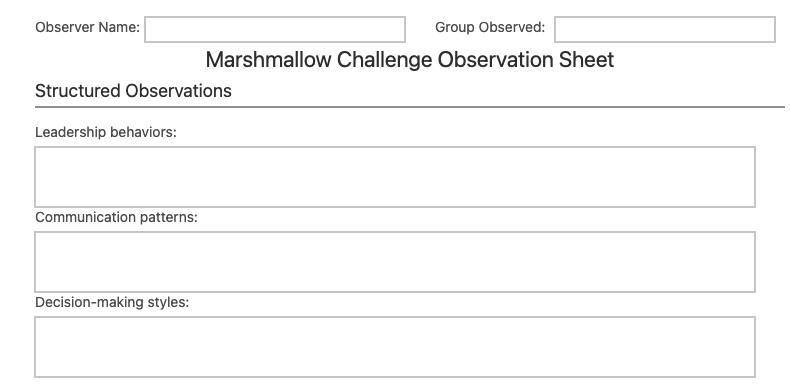 Observer Name: Group Observed:
Marshmallow Challenge Observation Sheet
Structured Observations
Leadership behaviors:
Communication patterns:
Decision-making styles: